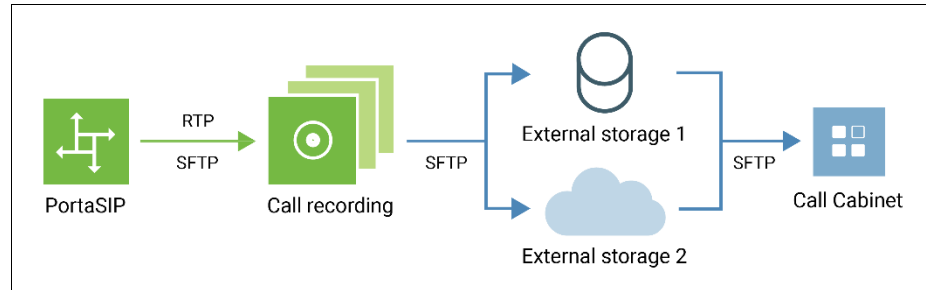 PortaSIP
RTP
SFTP
Call recording
SFTP
External storage 1
External storage 2
SFTP
Call Cabinet